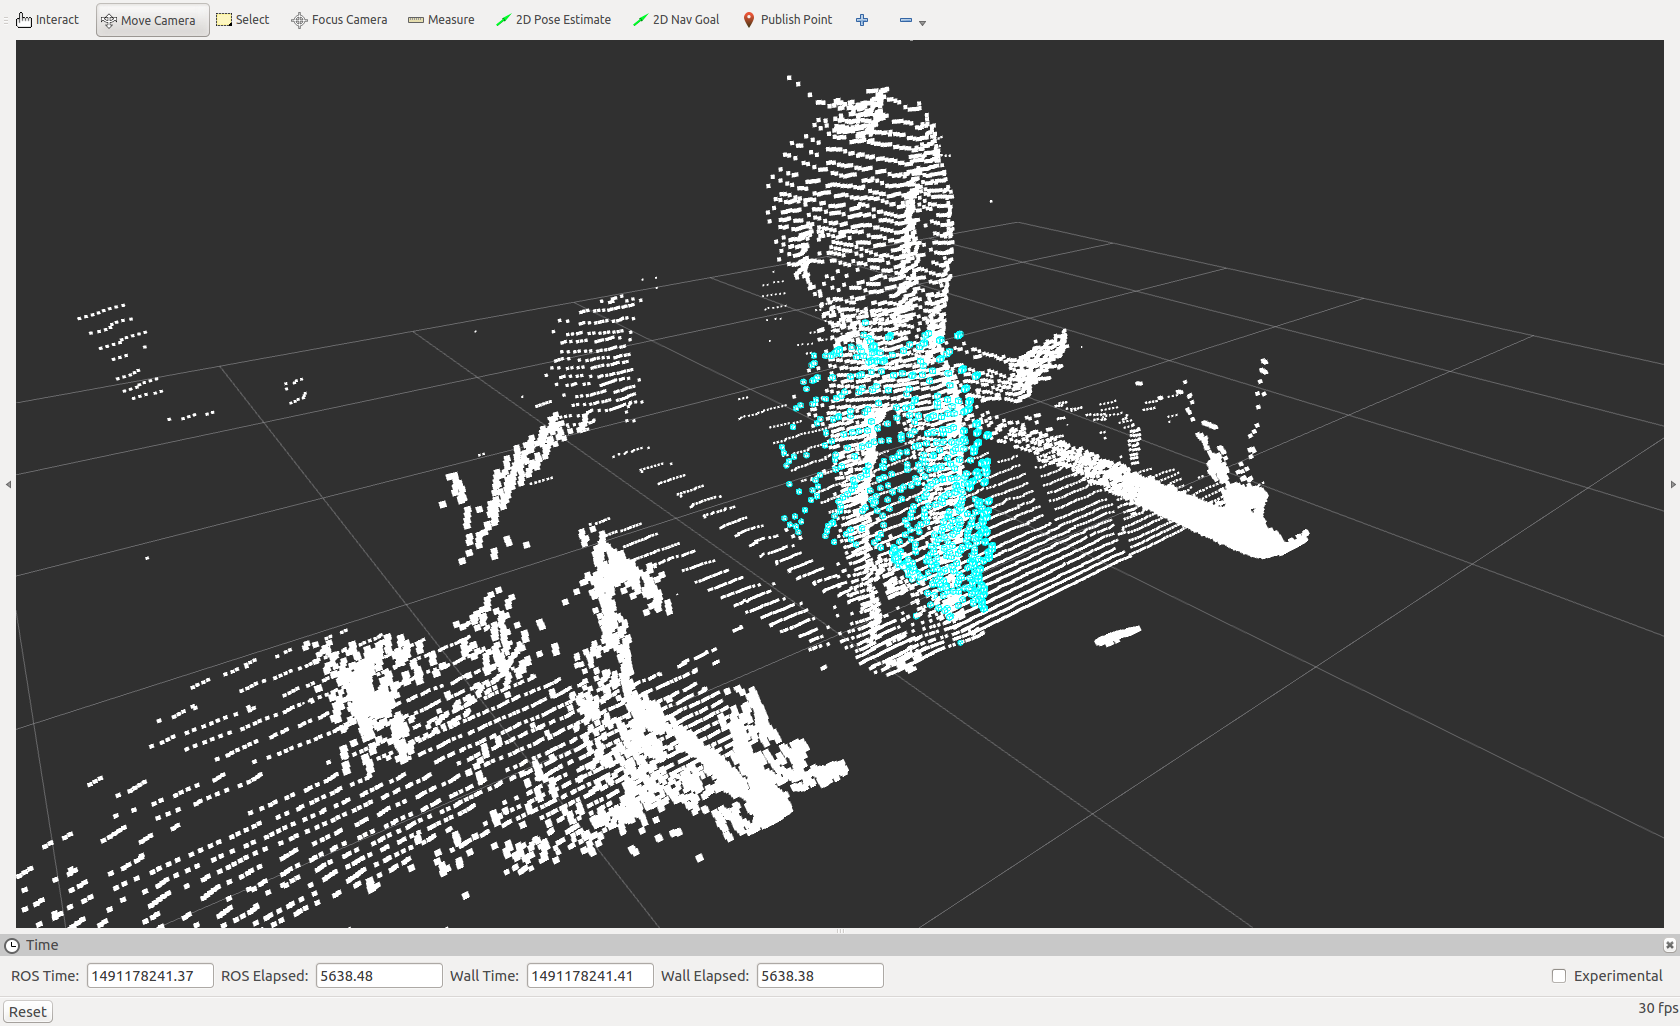 Interact Move Camera Select Focus Camera Measure 2D Pose Estimate 2D Nav Goal Publish Point
Time
ROS Time: 1491178241.37 ROS Elapsed: 5638.48 Wall Time: 1491178241.41 Wall Elapsed: 5638.38 Experimental
Reset 30 fps